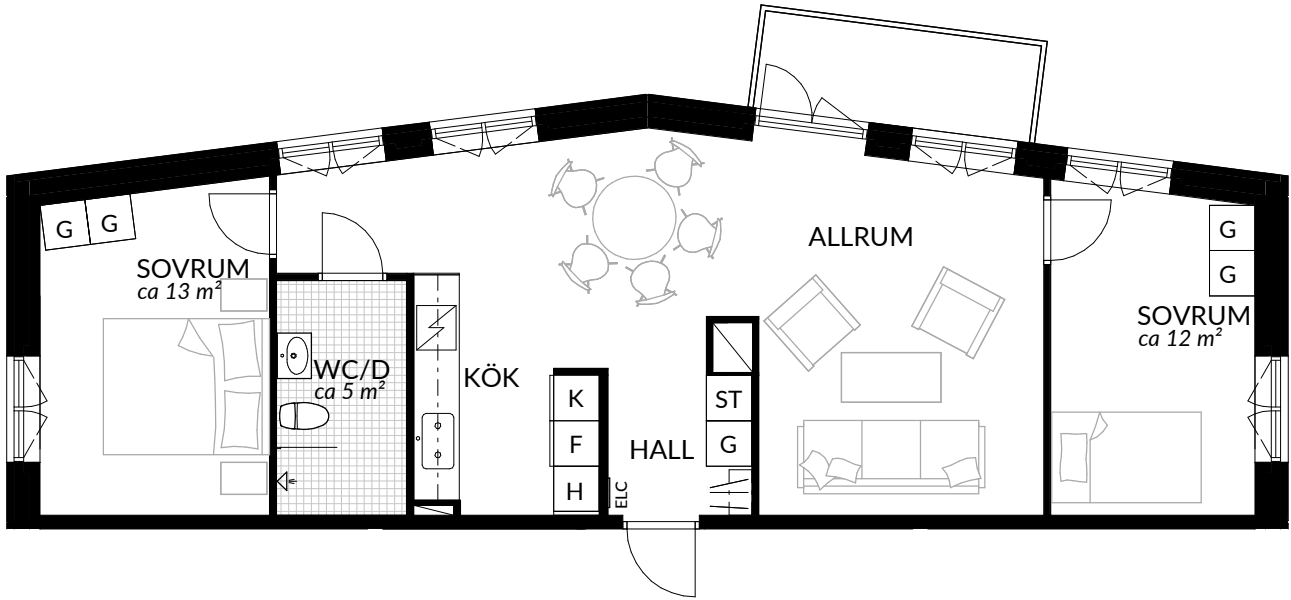 G
G
SOVRUM
ca 13 m²
WC/D
ca 5 m²
KÖK
K
F
H
ELC
HALL
ST
G
ALLRUM
G
G
SOVRUM
ca 12 m²